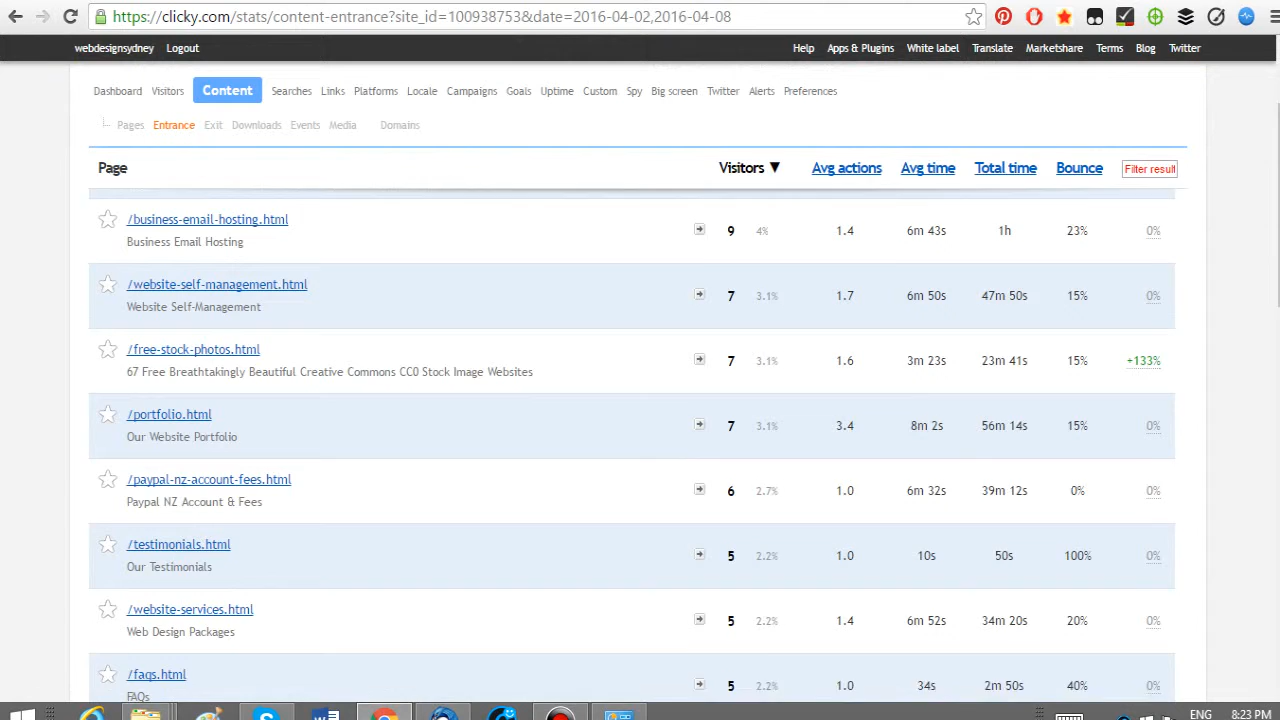 https://clicky.com/stats/content-entrance?site_id=100938753&date=2016-04-02,2016-04-08
webdesignsydney Logout Help Apps & Plugins White label Translate Marketshare Terms Blog Twitter
Dashboard Visitors Content Searches Links Platforms Locale Campaigns Goals Uptime Custom Spy Big screen Twitter Alerts Preferences
Pages Entrance Exit Downloads Events Media Domains
Page Visitors ▼ Avg actions Avg time Total time Bounce Filter result
/business-email-hosting.html 9 4% 1.4 6m 43s 1h 23% 0%
Business Email Hosting
/website-self-management.html 7 3.1% 1.7 6m 50s 47m 50s 15% 0%
Website Self-Management
/free-stock-photos.html 7 3.1% 1.6 3m 23s 23m 41s 15% +133%
67 Free Breathtakingly Beautiful Creative Commons CC0 Stock Image Websites
/portfolio.html 7 3.1% 3.4 8m 2s 56m 14s 15% 0%
Our Website Portfolio
/paypal-nz-account-fees.html 6 2.7% 1.0 6m 32s 39m 12s 0% 0%
Paypal NZ Account & Fees
/testimonials.html 5 2.2% 1.0 10s 50s 100% 0%
Our Testimonials
/website-services.html 5 2.2% 1.4 6m 52s 34m 20s 20% 0%
Web Design Packages
/faqs.html 5 2.2% 1.0 34s 2m 50s 40% 0%
FAQs
ENG 8:23 PM